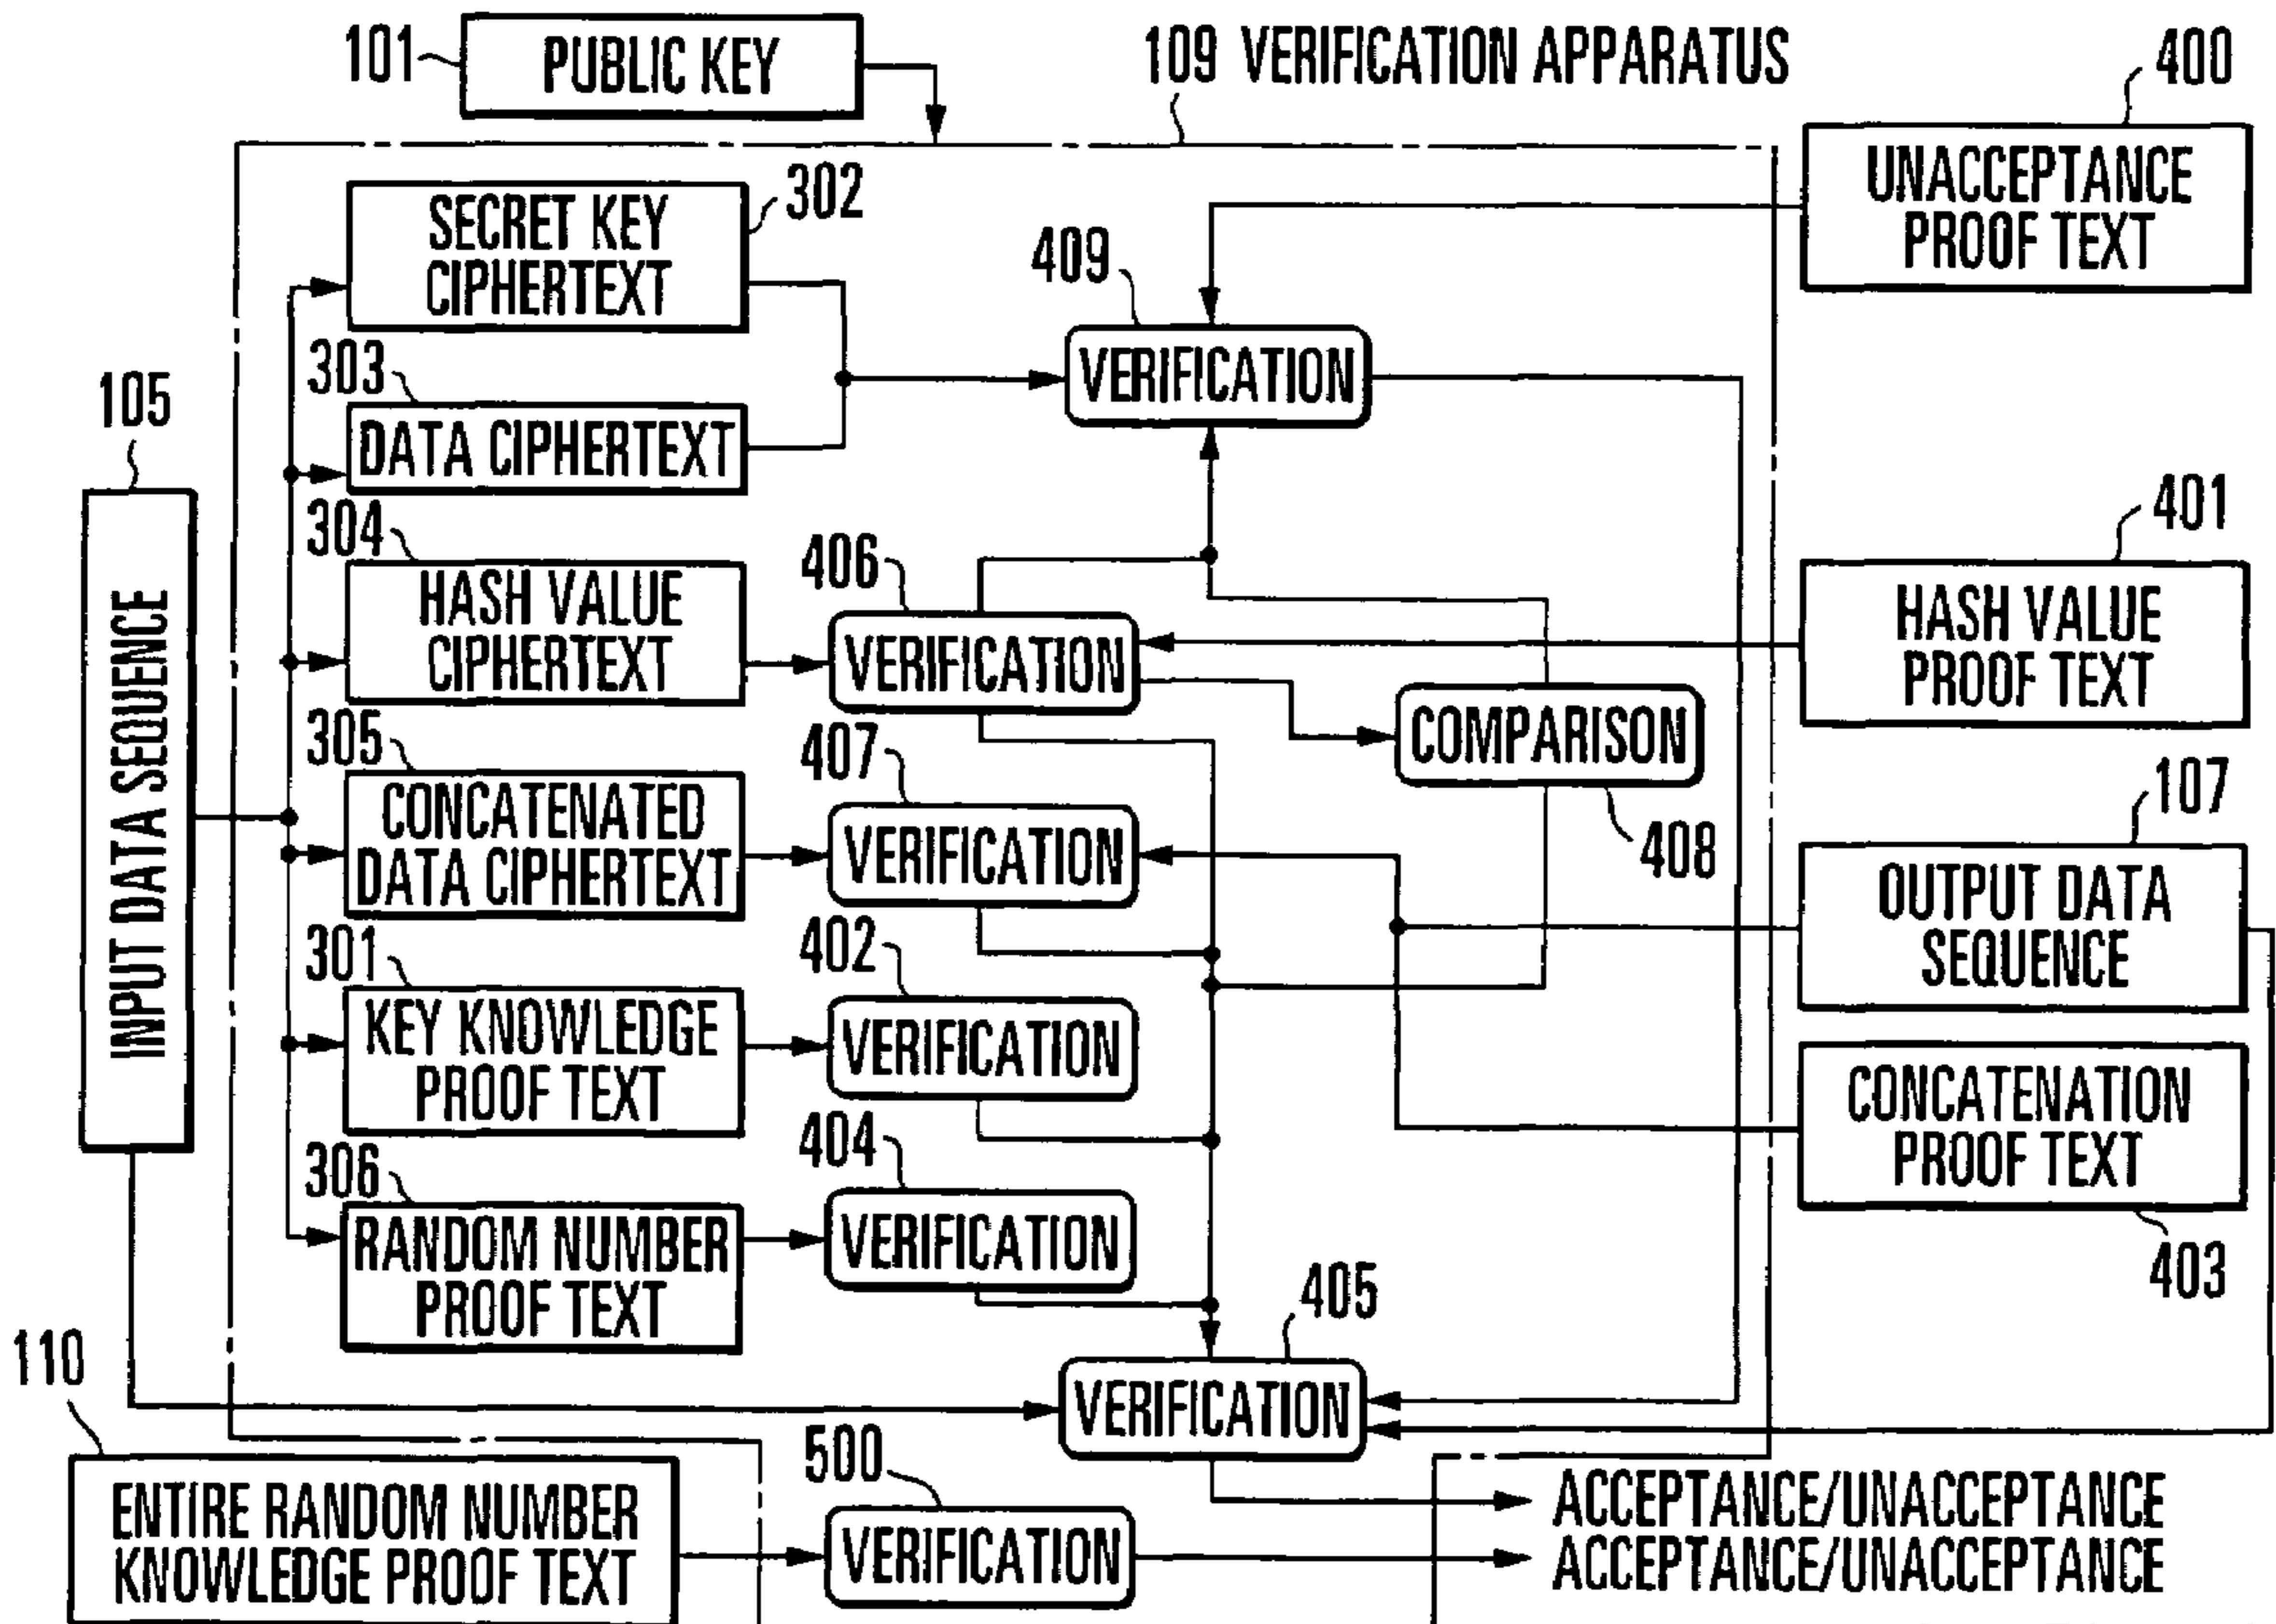 101
PUBLIC KEY
109 VERIFICATION APPARATUS
400
UNACCEPTANCE
PROOF TEXT
302
SECRET KEY
CIPHERTEXT
409
VERIFICATION
303
DATA CIPHERTEXT
105
INPUT DATA SEQUENCE
304
HASH VALUE
CIPHERTEXT
406
VERIFICATION
401
HASH VALUE
PROOF TEXT
COMPARISON
408
305
CONCATENATED
DATA CIPHERTEXT
407
VERIFICATION
107
OUTPUT DATA
SEQUENCE
301
KEY KNOWLEDGE
PROOF TEXT
402
VERIFICATION
CONCATENATION
PROOF TEXT
403
306
RANDOM NUMBER
PROOF TEXT
404
VERIFICATION
405
VERIFICATION
110
ENTIRE RANDOM NUMBER
KNOWLEDGE PROOF TEXT
500
VERIFICATION
ACCEPTANCE/UNACCEPTANCE
ACCEPTANCE/UNACCEPTANCE